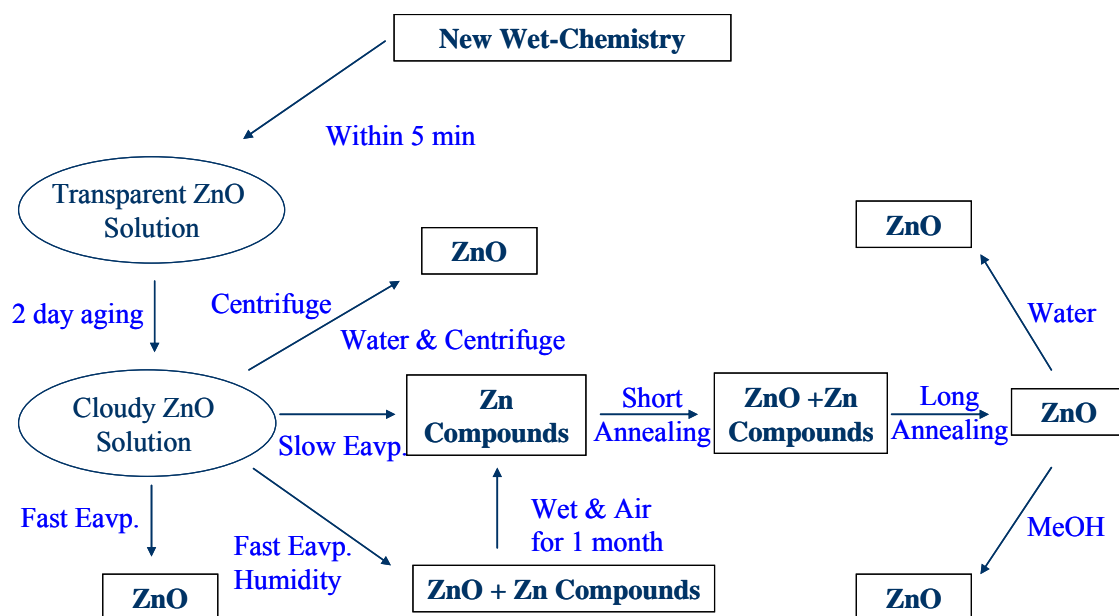 New Wet-Chemistry
Within 5 min
Transparent ZnO
Solution
ZnO
ZnO
2 day aging
Centrifuge
Water & Centrifuge
Water
Cloudy ZnO
Solution
Slow Eavp.
Zn
Compounds
Short
Annealing
ZnO +Zn
Compounds
Long
Annealing
ZnO
Fast Eavp.
Fast Eavp.
Humidity
Wet & Air
for 1 month
MeOH
ZnO
ZnO + Zn Compounds
ZnO